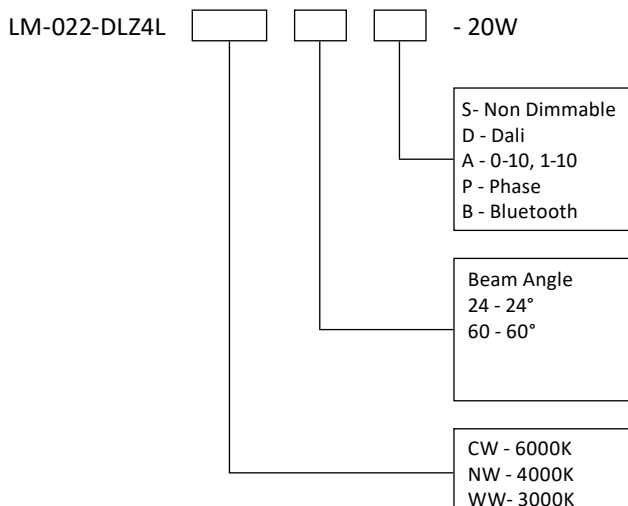 LM-022-DLZ4L - 20W
S- Non Dimmable
D - Dali
A - 0-10, 1-10
P - Phase
B - Bluetooth
Beam Angle
24 - 24°
60 - 60°
CW - 6000K
NW - 4000K
WW- 3000K